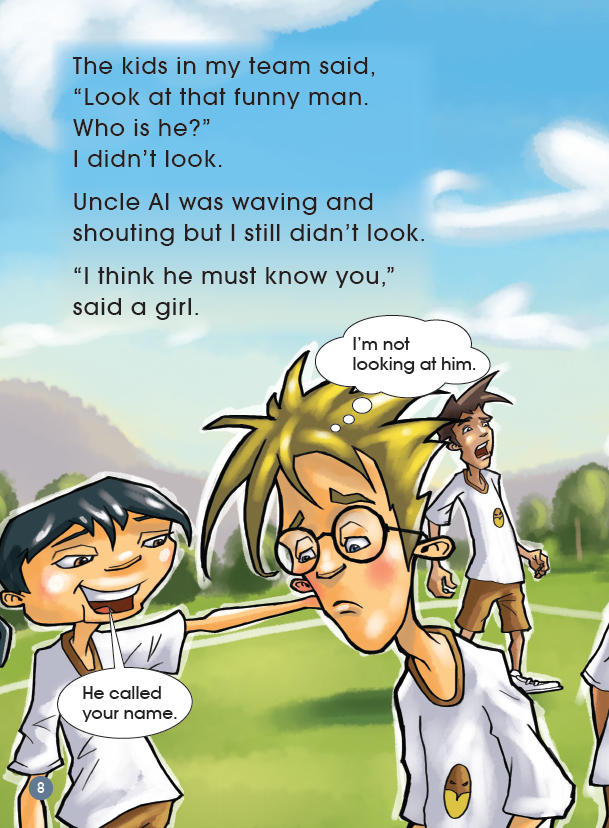 The kids in my team said,
“Look at that funny man.
Who is he?”
I didn’t look.
Uncle Al was waving and
shouting but I still didn’t look.
“I think he must know you,”
said a girl.
I’m not
looking at him.
He called
your name.
8